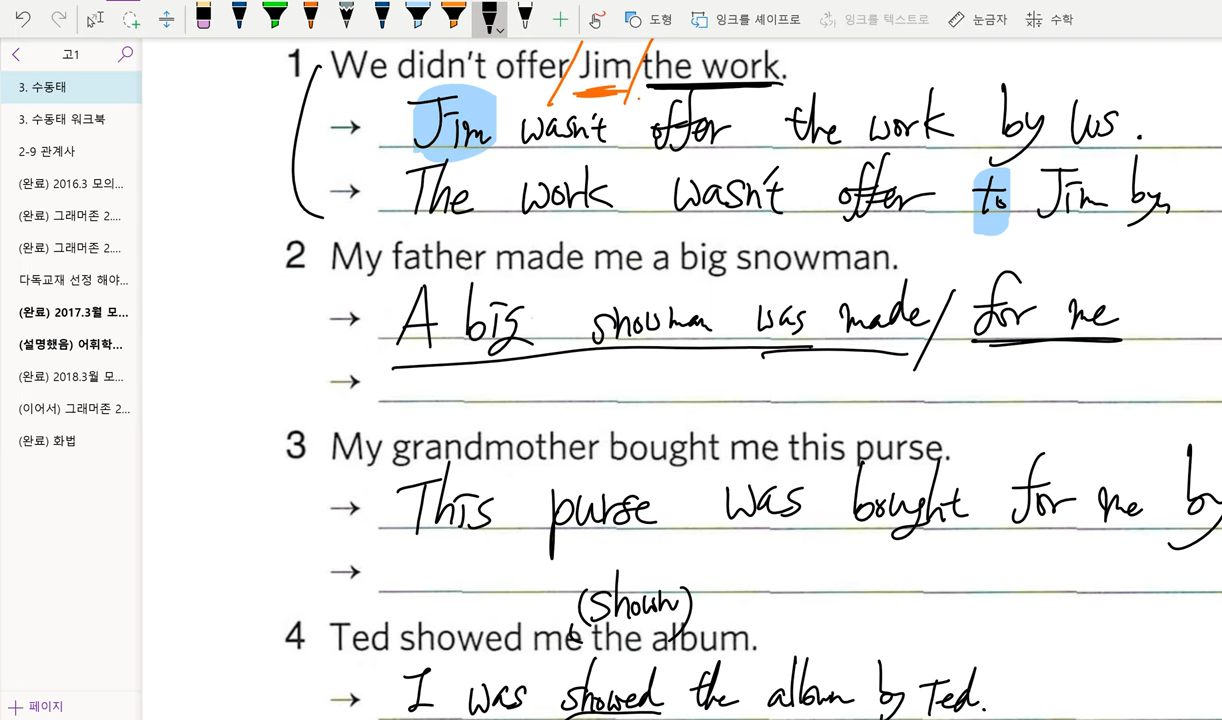 도형 잉크를 셰이프로 잉크를 텍스트로 눈금자 수학
고1
3. 수동태
3. 수동태 워크북
2-9 관계사
(완료) 2016.3 모의...
(완료) 그래머존 2....
(완료) 그래머존 2....
다독교재 선정 해야...
(완료) 2017.3월 모...
(설명했음) 어휘학...
(완료) 2018.3월 모...
(이어서) 그래머존 2...
(완료) 화법
페이지
1 We didn't offer / Jim / the work.
→ Jim wasn't offer the work by us.
→ The work wasn't offer to Jim by
2 My father made me a big snowman.
→ A big snowman was made / for me
→
3 My grandmother bought me this purse.
→ This purse was bought for me by
→
(shown)
4 Ted showed me the album.
→ I was showed the album by Ted.